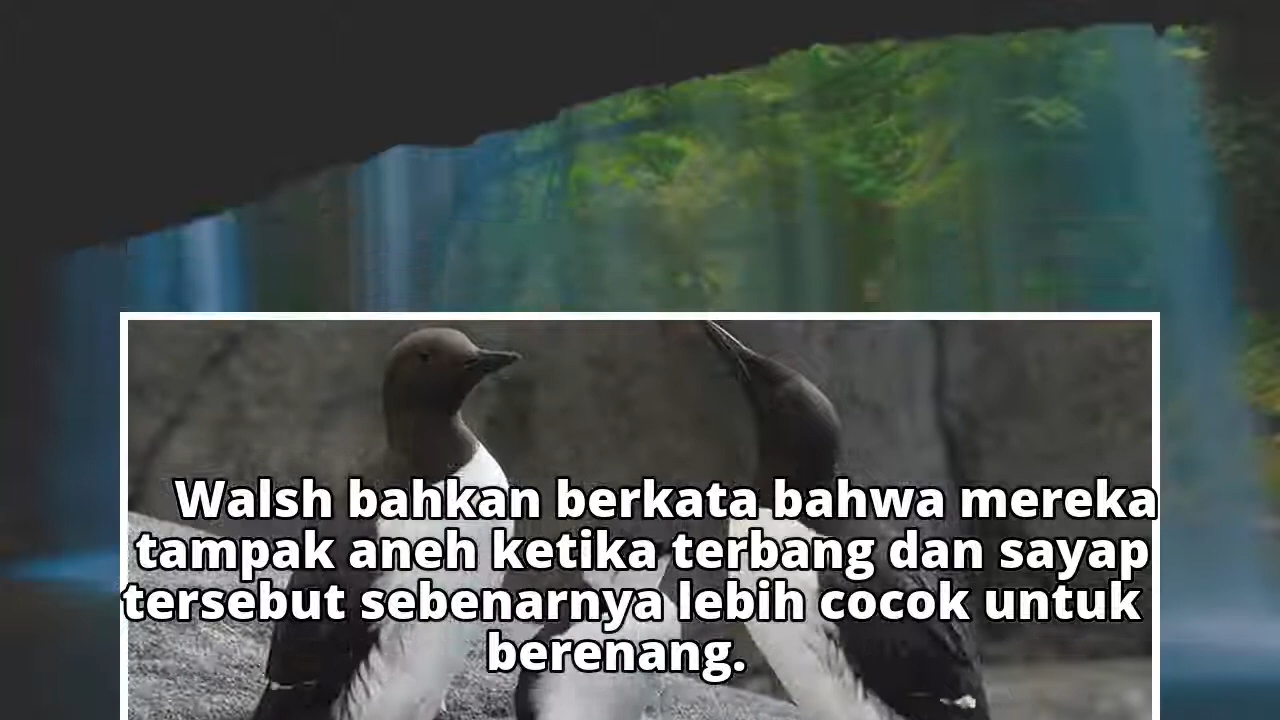 Walsh bahkan berkata bahwa mereka
tampak aneh ketika terbang dan sayap
tersebut sebenarnya lebih cocok untuk
berenang.